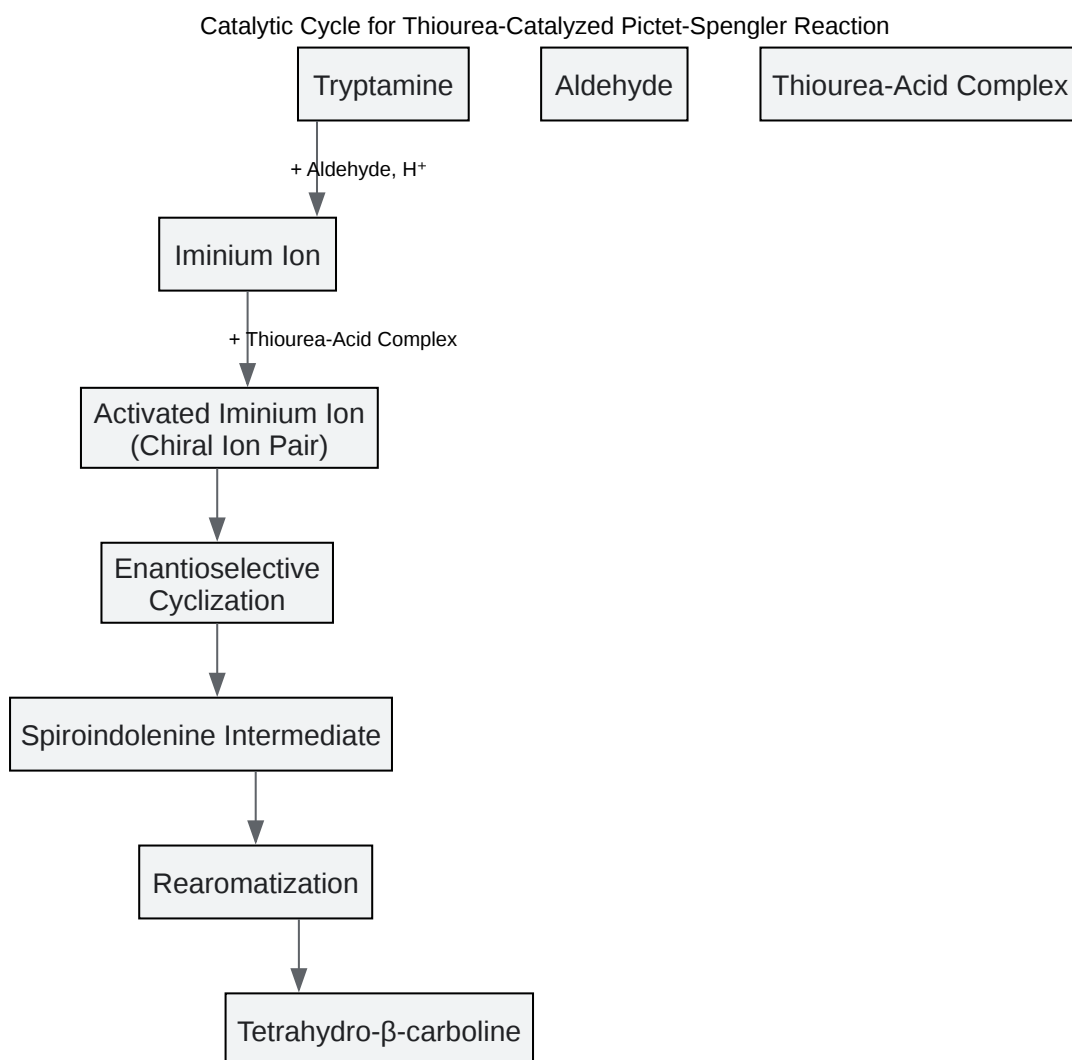 Catalytic Cycle for Thiourea-Catalyzed Pictet-Spengler Reaction
Tryptamine
Aldehyde
Thiourea-Acid Complex
+ Aldehyde, H⁺
Iminium Ion
+ Thiourea-Acid Complex
Activated Iminium Ion
(Chiral Ion Pair)
Enantioselective
Cyclization
Spiroindolenine Intermediate
Rearomatization
Tetrahydro-β-carboline